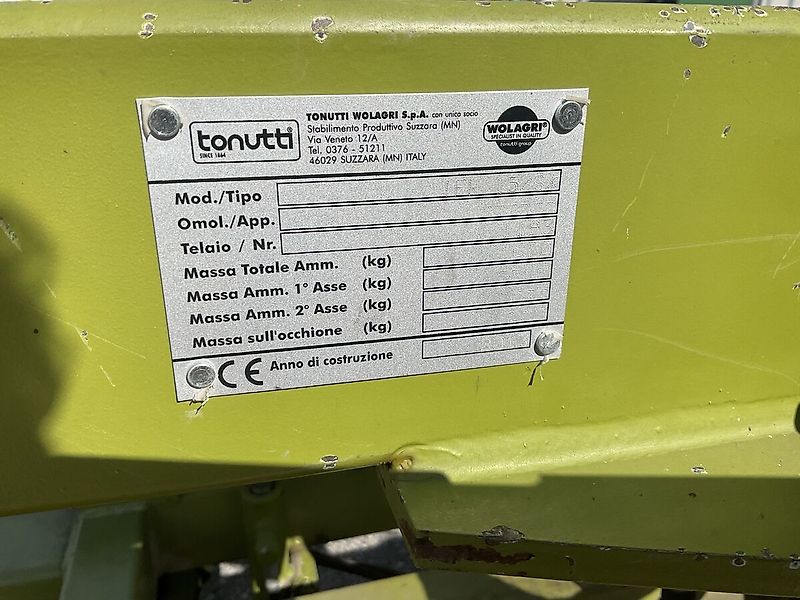 tonutti®
SINCE 1864
TONUTTI WOLAGRI S.p.A. con unico socio
Stabilimento Produttivo Suzzara (MN)
Via Veneto 12/A
Tel. 0376 - 51211
46029 SUZZARA (MN) ITALY
WOLAGRI®
SPECIALIST IN QUALITY
tonutti group
Mod./Tipo
Omol./App.
Telaio / Nr.
Massa Totale Amm. (kg)
Massa Amm. 1° Asse (kg)
Massa Amm. 2° Asse (kg)
Massa sull'occhione (kg)
CE Anno di costruzione